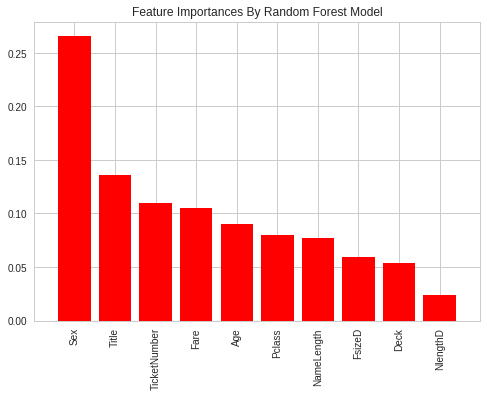 Feature Importances By Random Forest Model
0.25
0.20
0.15
0.10
0.05
0.00
Sex
Title
TicketNumber
Fare
Age
Pclass
NameLength
FsizeD
Deck
NlengthD